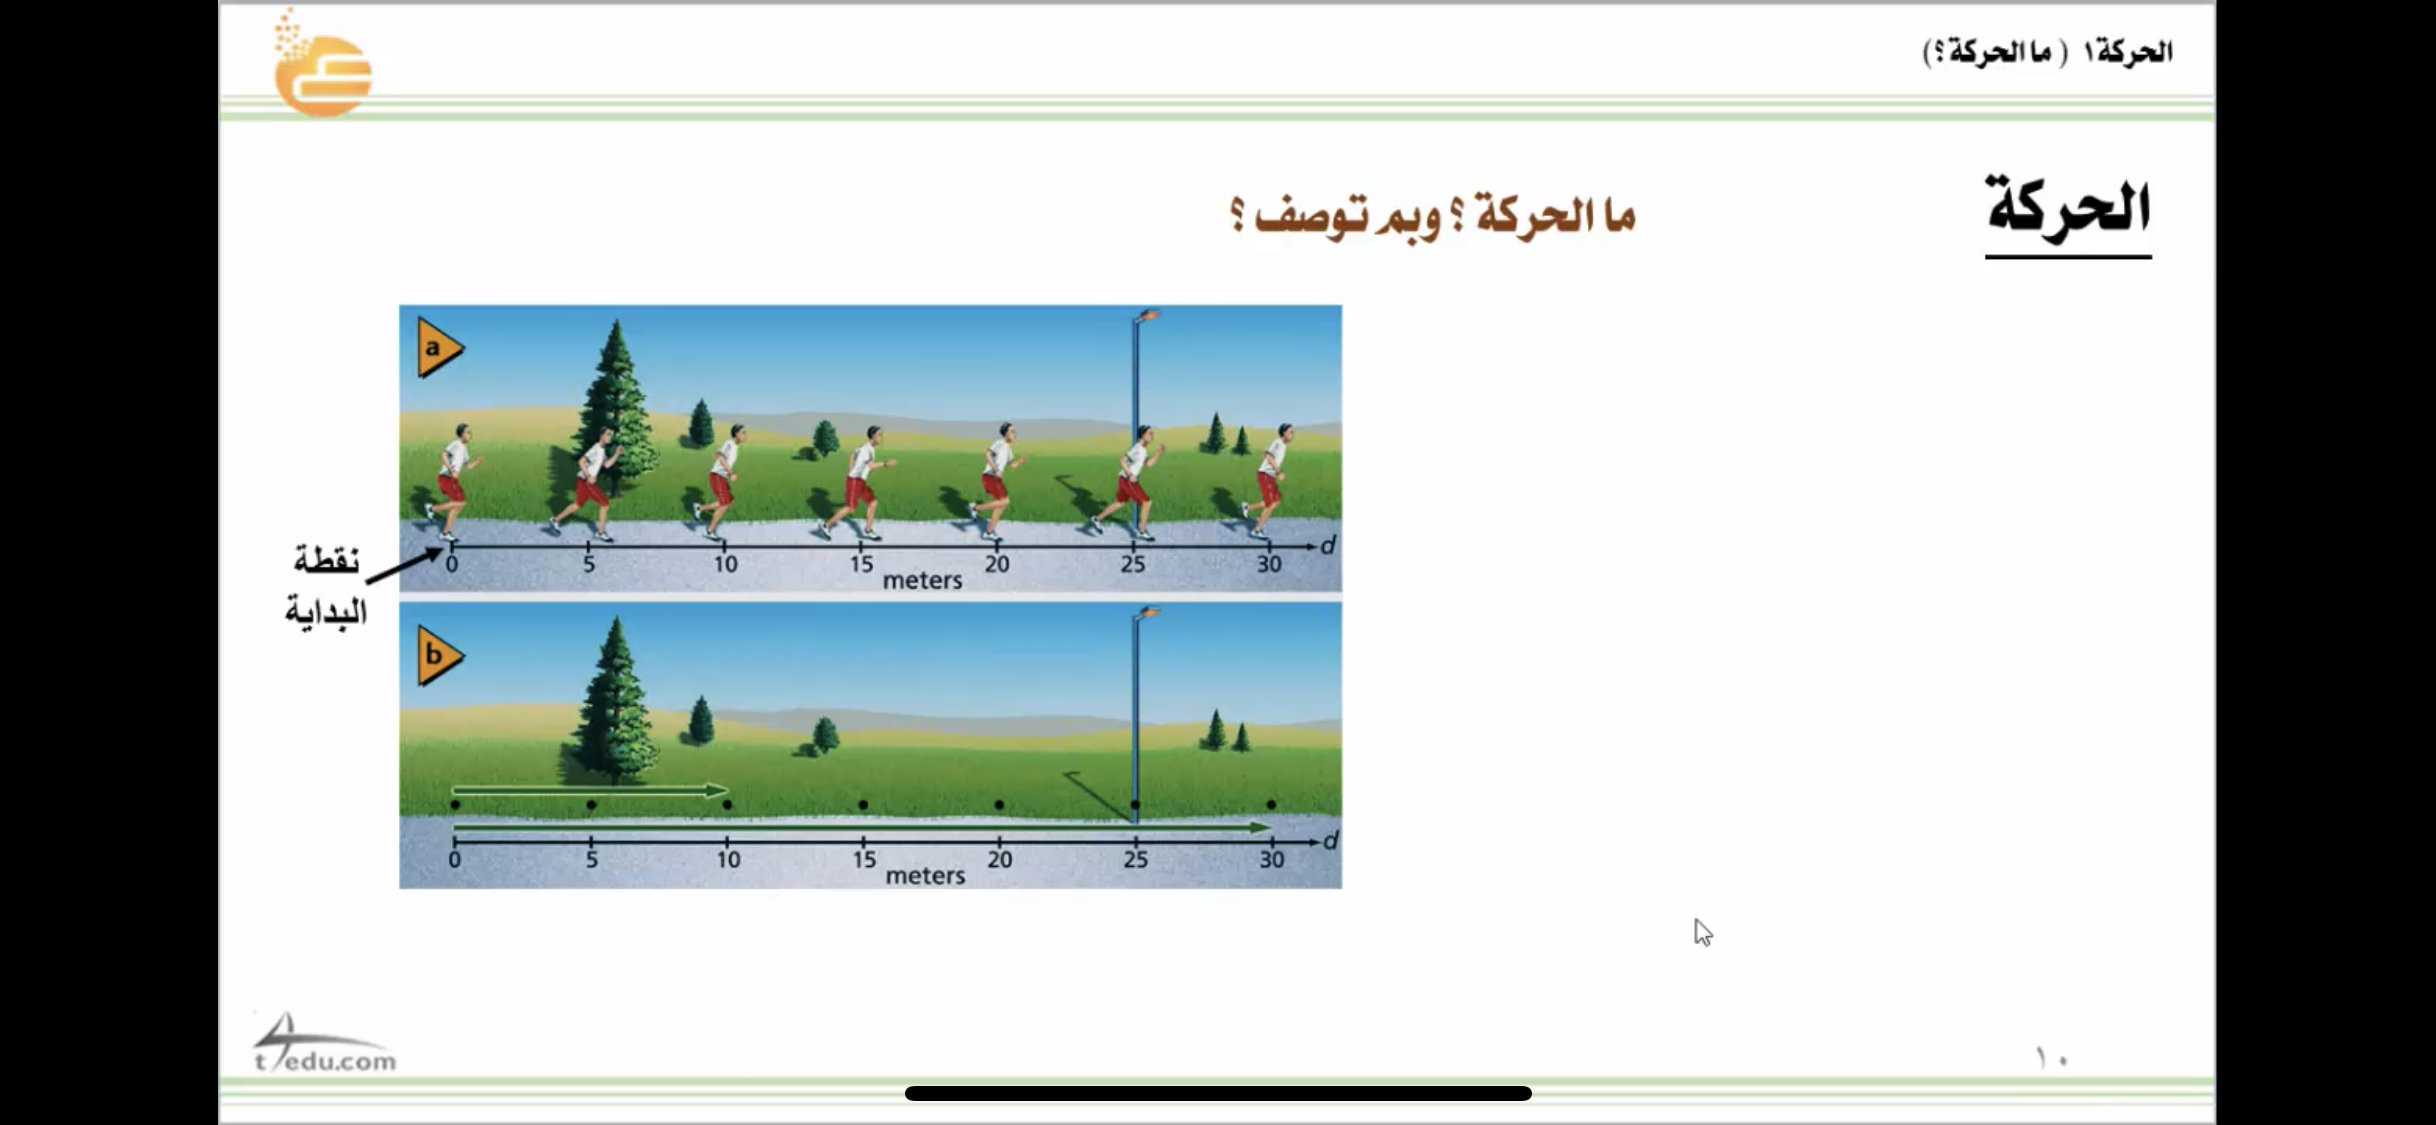 الحركة١ (ما الحركة؟)
الحركة
ما الحركة؟ وبم توصف؟
a
نقطة
البداية
0 5 10 15 20 25 30 d
meters
b
0 5 10 15 20 25 30 d
meters
t4edu.com
١٠